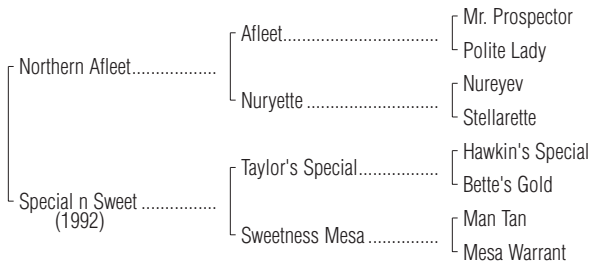 Mr. Prospector
Afleet
Polite Lady
Northern Afleet
Nureyev
Nuryette
Stellarette
Hawkin's Special
Taylor's Special
Bette's Gold
Special n Sweet
(1992)
Man Tan
Sweetness Mesa
Mesa Warrant